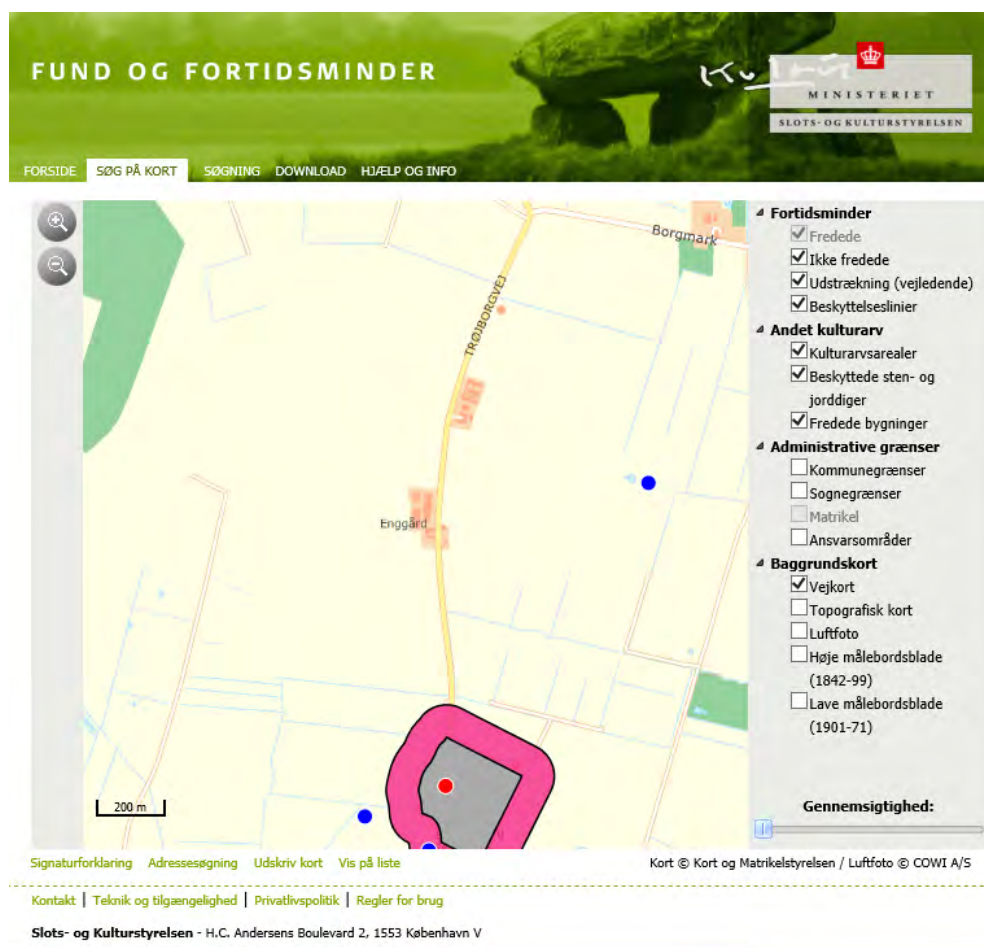 FUND OG FORTIDSMINDER
MINISTERIET
SLOTS- OG KULTURSTYRELSEN
FORSIDE SØG PÅ KORT SØGNING DOWNLOAD HJÆLP OG INFO
Borgmark
TRØJBORGVEJ
Enggård
200 m
Fortidsminder
Fredede
Ikke fredede
Udstrækning (vejledende)
Beskyttelseslinier
Andet kulturarv
Kulturarvsarealer
Beskyttede sten- og
jorddiger
Fredede bygninger
Administrative grænser
Kommunegrænser
Sognegrænser
Matrikel
Ansvarsområder
Baggrundskort
Vejkort
Topografisk kort
Luftfoto
Høje målebordsblade
(1842-99)
Lave målebordsblade
(1901-71)
Gennemsigtighed:
Signaturforklaring Adressesøgning Udskriv kort Vis på liste
Kort © Kort og Matrikelstyrelsen / Luftfoto © COWI A/S
Kontakt | Teknik og tilgængelighed | Privatlivspolitik | Regler for brug
Slots- og Kulturstyrelsen - H.C. Andersens Boulevard 2, 1553 København V